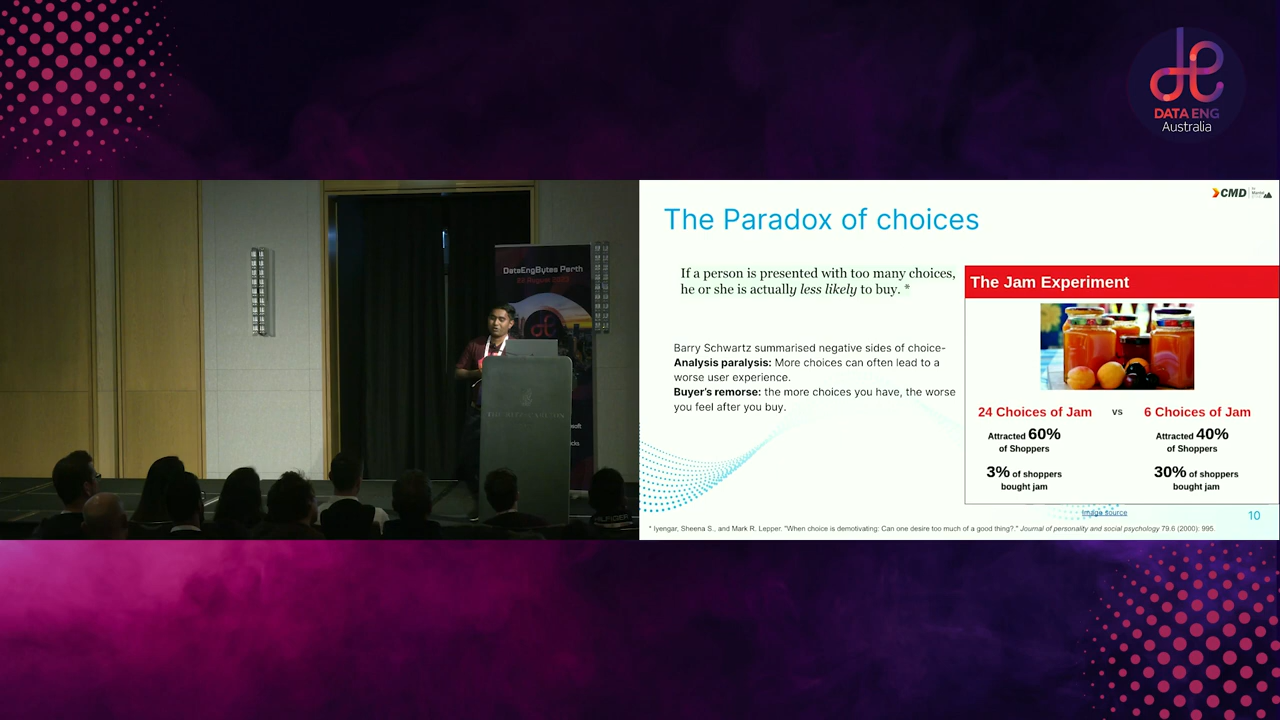 DATA ENG
Australia
DataEngBytes Perth
CMD
The Paradox of choices
If a person is presented with too many choices,
he or she is actually less likely to buy. *
Barry Schwartz summarised negative sides of choice-
Analysis paralysis: More choices can often lead to a
worse user experience.
Buyer's remorse: the more choices you have, the worse
you feel after you buy.
The Jam Experiment
24 Choices of Jam vs 6 Choices of Jam
Attracted 60%
of Shoppers
3% of shoppers
bought jam
Attracted 40%
of Shoppers
30% of shoppers
bought jam
Image source
10
* Iyengar, Sheena S., and Mark R. Lepper. "When choice is demotivating: Can one desire too much of a good thing?." Journal of personality and social psychology 79.6 (2000): 995.